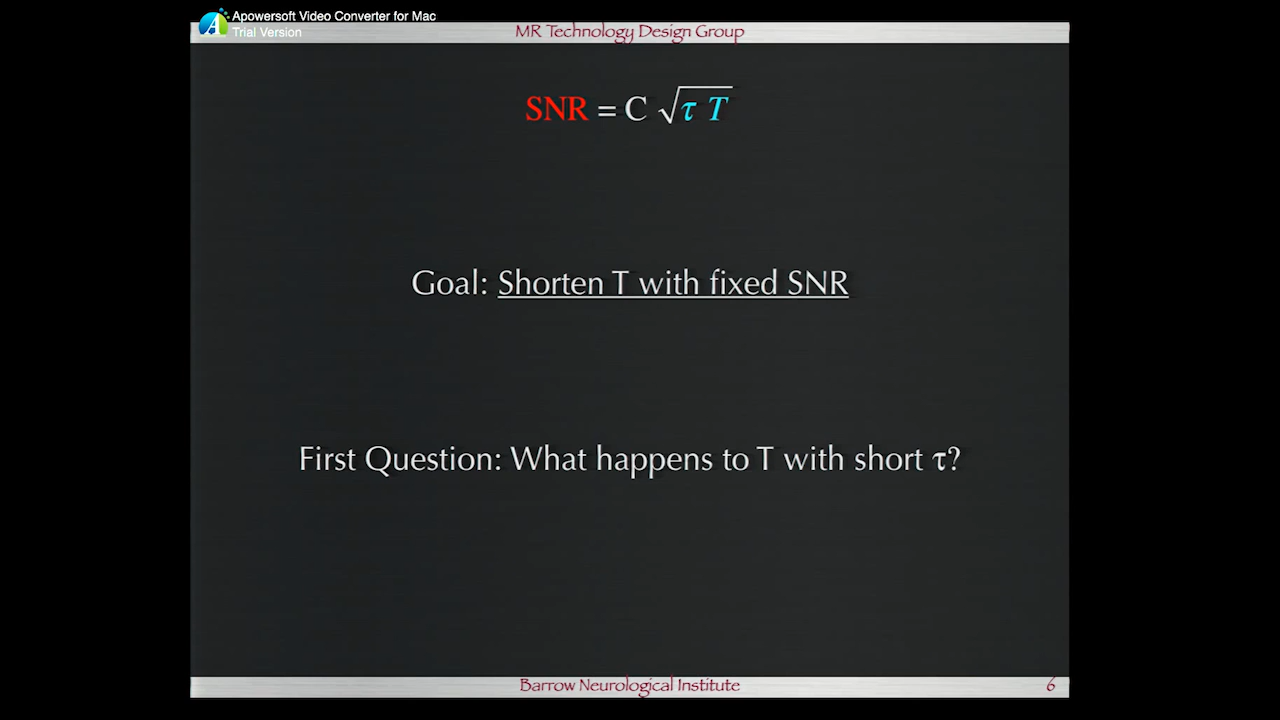 Apowersoft Video Converter for Mac
Trial Version
MR Technology Design Group
SNR = C √τ T
Goal: Shorten T with fixed SNR
First Question: What happens to T with short τ?
Barrow Neurological Institute
6